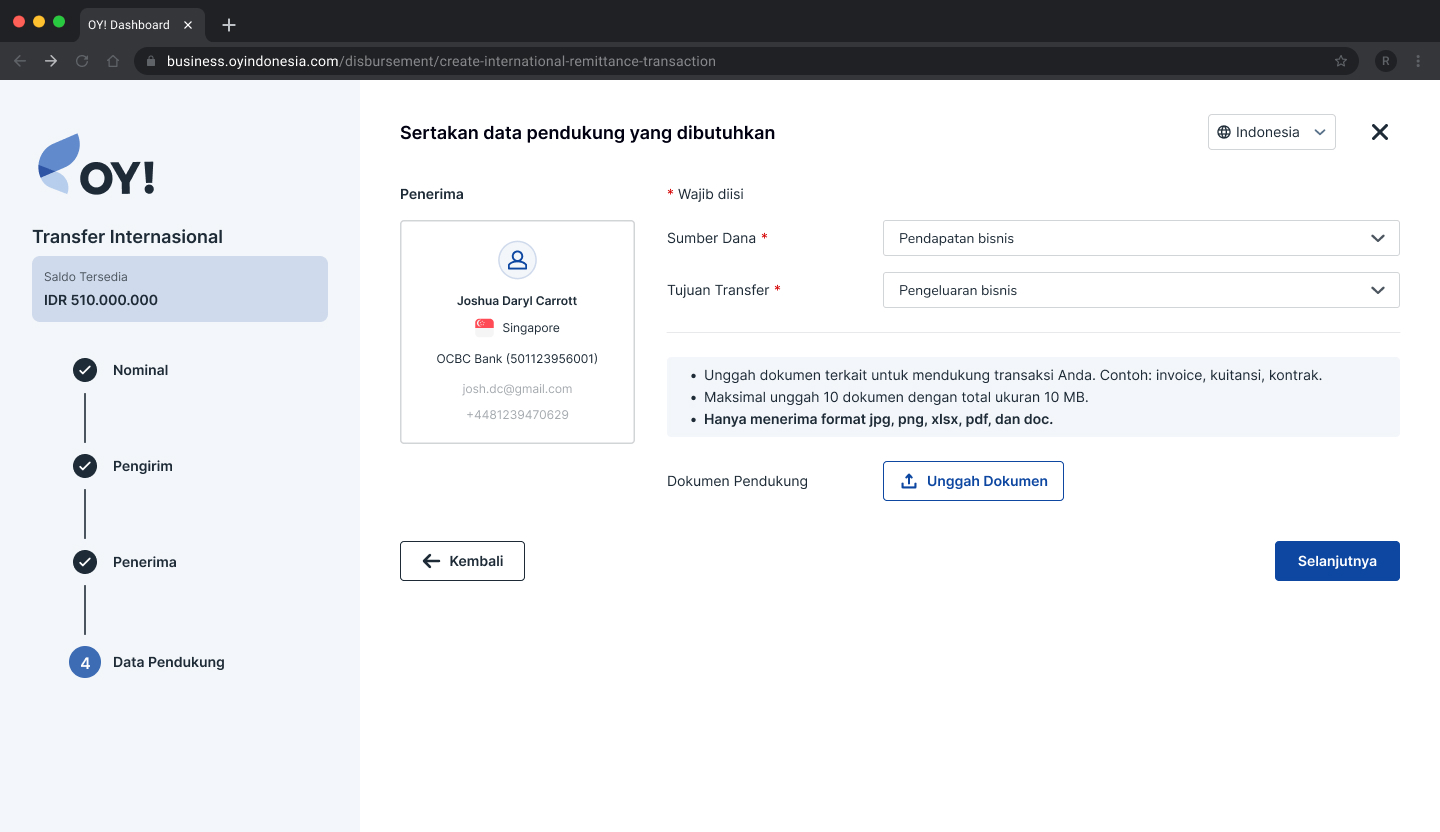 OY! Dashboard
business.oyindonesia.com/disbursement/create-international-remittance-transaction
R
OY!
Transfer Internasional
Saldo Tersedia
IDR 510.000.000
Nominal
Pengirim
Penerima
4 Data Pendukung
Sertakan data pendukung yang dibutuhkan
Indonesia
Penerima
Joshua Daryl Carrott
Singapore
OCBC Bank (501123956001)
josh.dc@gmail.com
+4481239470629
* Wajib diisi
Sumber Dana * Pendapatan bisnis
Tujuan Transfer * Pengeluaran bisnis
• Unggah dokumen terkait untuk mendukung transaksi Anda. Contoh: invoice, kuitansi, kontrak.
• Maksimal unggah 10 dokumen dengan total ukuran 10 MB.
• Hanya menerima format jpg, png, xlsx, pdf, dan doc.
Dokumen Pendukung Unggah Dokumen
Kembali
Selanjutnya